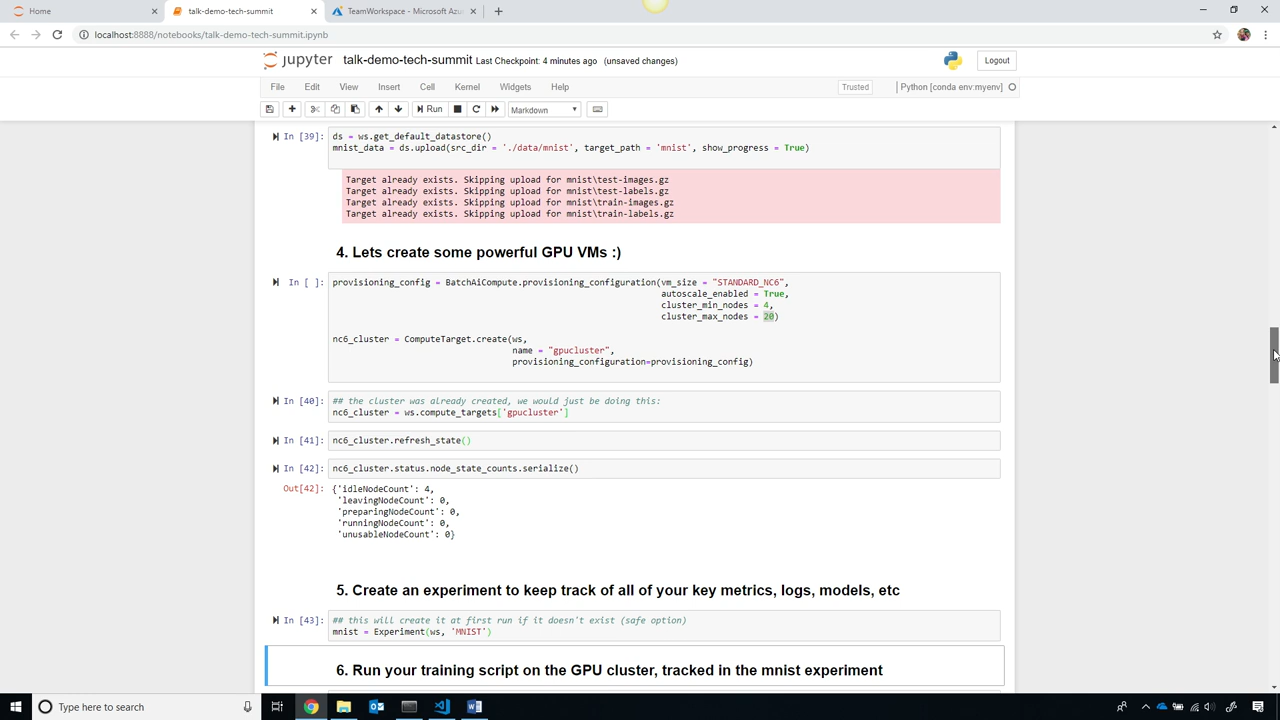 Home
talk-demo-tech-summit
TeamWorkspace - Microsoft Azu
localhost:8888/notebooks/talk-demo-tech-summit.ipynb
jupyter talk-demo-tech-summit Last Checkpoint: 4 minutes ago (unsaved changes)
Logout
File Edit View Insert Cell Kernel Widgets Help
Trusted
Python [conda env:myenv]
Run
Markdown
In [39]: ds = ws.get_default_datastore()
mnist_data = ds.upload(src_dir = './data/mnist', target_path = 'mnist', show_progress = True)
Target already exists. Skipping upload for mnist\test-images.gz
Target already exists. Skipping upload for mnist\test-labels.gz
Target already exists. Skipping upload for mnist\train-images.gz
Target already exists. Skipping upload for mnist\train-labels.gz
4. Lets create some powerful GPU VMs :)
In [ ]: provisioning_config = BatchAiCompute.provisioning_configuration(vm_size = "STANDARD_NC6",
autoscale_enabled = True,
cluster_min_nodes = 4,
cluster_max_nodes = 20)
nc6_cluster = ComputeTarget.create(ws,
name = "gpucluster",
provisioning_configuration=provisioning_config)
In [40]: ## the cluster was already created, we would just be doing this:
nc6_cluster = ws.compute_targets['gpucluster']
In [41]: nc6_cluster.refresh_state()
In [42]: nc6_cluster.status.node_state_counts.serialize()
Out[42]: {'idleNodeCount': 4,
'leavingNodeCount': 0,
'preparingNodeCount': 0,
'runningNodeCount': 0,
'unusableNodeCount': 0}
5. Create an experiment to keep track of all of your key metrics, logs, models, etc
In [43]: ## this will create it at first run if it doesn't exist (safe option)
mnist = Experiment(ws, 'MNIST')
6. Run your training script on the GPU cluster, tracked in the mnist experiment
Type here to search